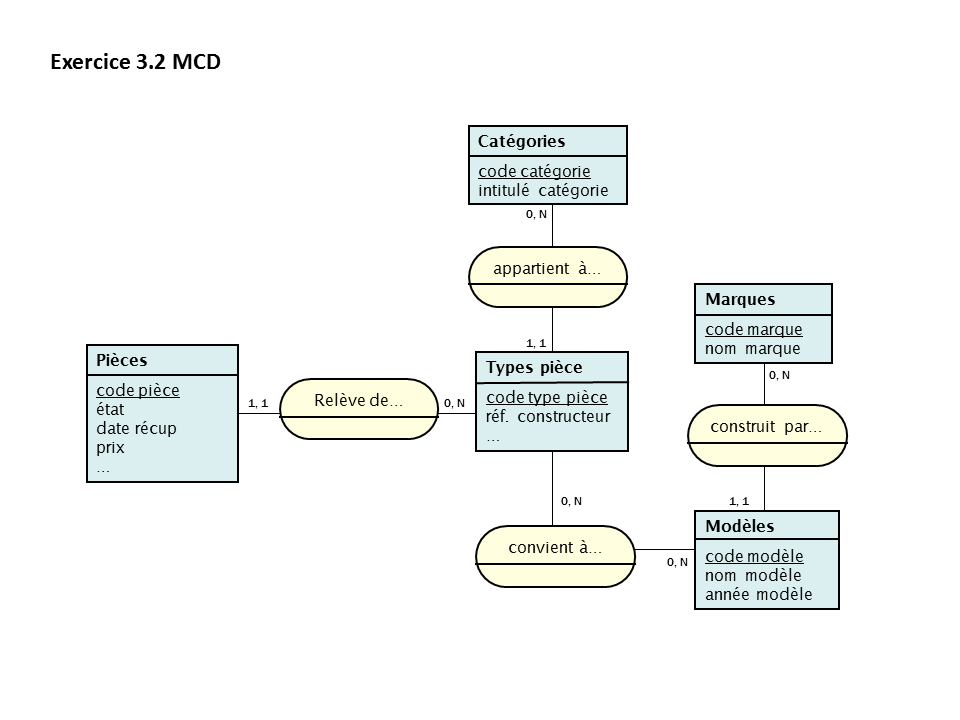 Exercice 3.2 MCD
Catégories
code catégorie
intitulé catégorie
0, N
appartient à...
1, 1
Marques
code marque
nom marque
0, N
construit par...
1, 1
Pièces
code pièce
état
date récup
prix
...
1, 1
Relève de...
0, N
Types pièce
code type pièce
réf. constructeur
...
0, N
convient à...
0, N
Modèles
code modèle
nom modèle
année modèle